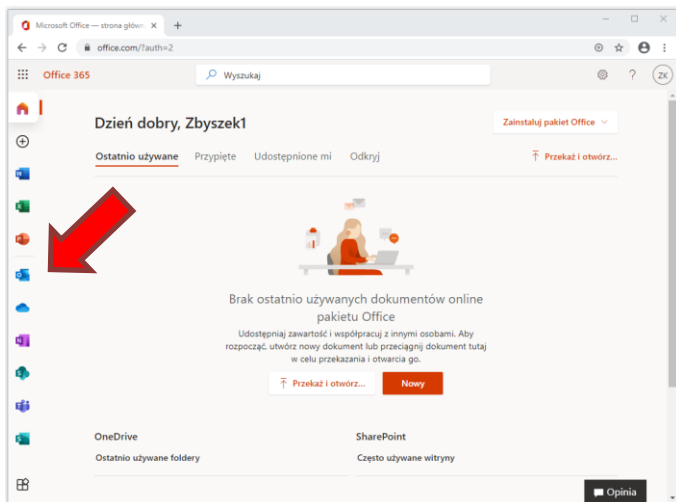 Microsoft Office — strona główn
office.com/?auth=2
Office 365
Wyszukaj
?
ZK
Dzień dobry, Zbyszek1
Zainstaluj pakiet Office
Ostatnio używane Przypięte Udostępnione mi Odkryj
Przekaż i otwórz...
Brak ostatnio używanych dokumentów online
pakietu Office
Udostępniaj zawartość i współpracuj z innymi osobami. Aby
rozpocząć, utwórz nowy dokument lub przeciągnij dokument tutaj
w celu przekazania i otwarcia go.
Przekaż i otwórz...
Nowy
OneDrive
SharePoint
Ostatnio używane foldery
Często używane witryny
Opinia